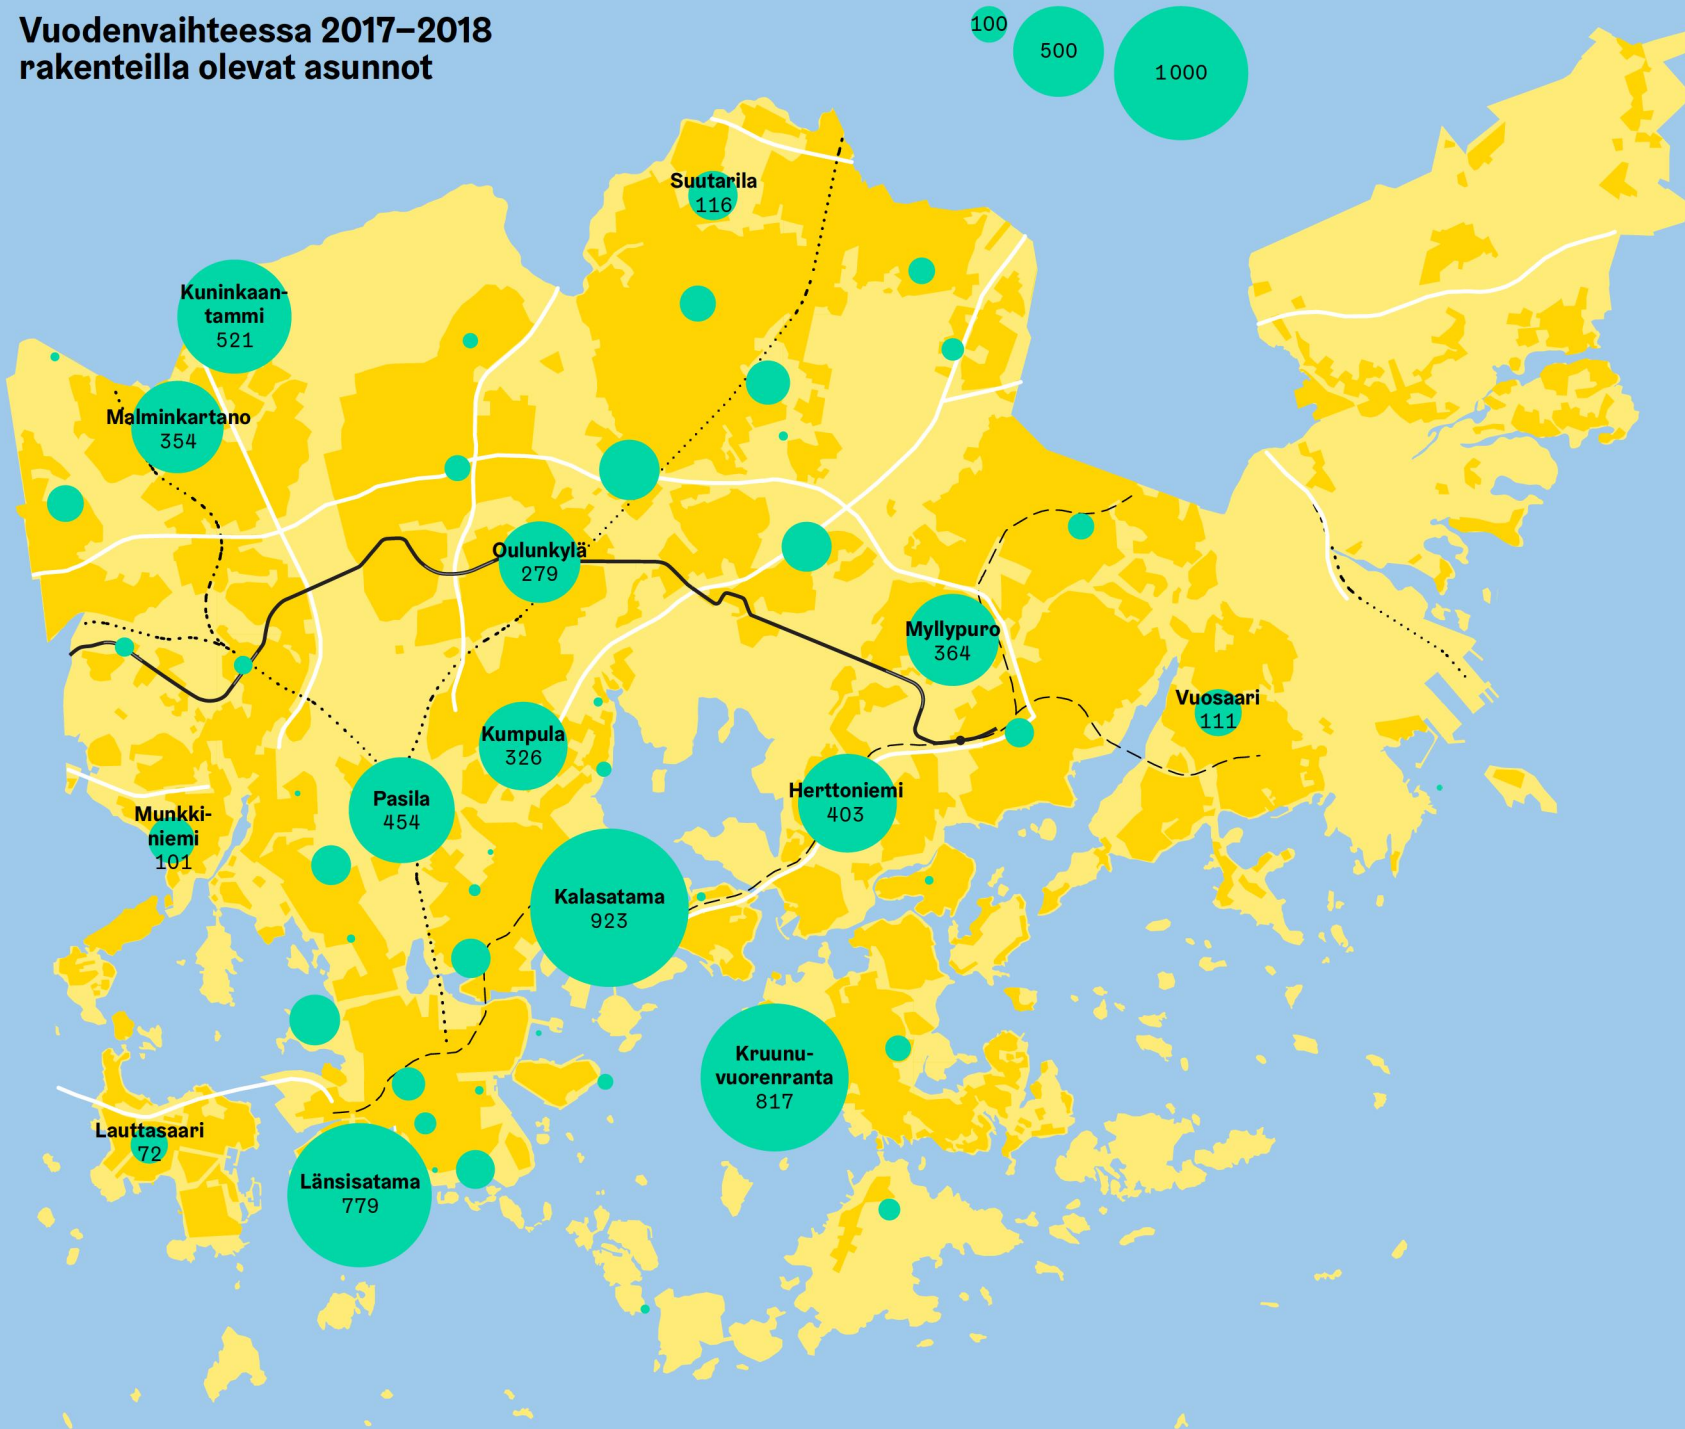 Vuodenvaihteessa 2017–2018
rakenteilla olevat asunnot
100
500
1000
Suutarila
116
Kuninkaan-
tammi
521
Malminkartano
354
Oulunkylä
279
Myllypuro
364
Vuosaari
111
Kumpula
326
Herttoniemi
403
Pasila
454
Munkki-
niemi
101
Kalasatama
923
Kruunu-
vuorenranta
817
Lauttasaari
72
Länsisatama
779